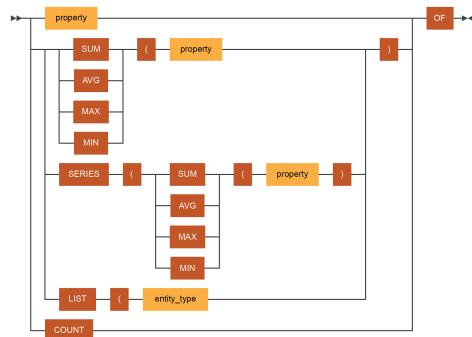 property OF
SUM ( property )
AVG
MAX
MIN
SERIES ( SUM ( property )
AVG
MAX
MIN
LIST ( entity_type
COUNT